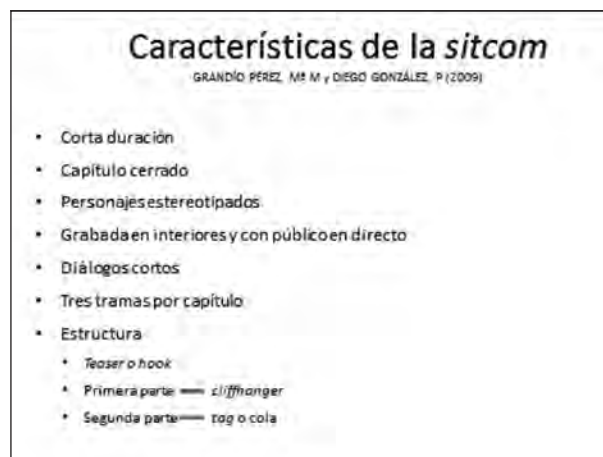 Características de la sitcom
GRANDÍO PÉREZ, Mª M y DIEGO GONZÁLEZ, P (2009)
• Corta duración
• Capítulo cerrado
• Personajes estereotipados
• Grabada en interiores y con público en directo
• Diálogos cortos
• Tres tramas por capítulo
• Estructura
• Teaser o hook
• Primera parte — cliffhanger
• Segunda parte — tag o cola